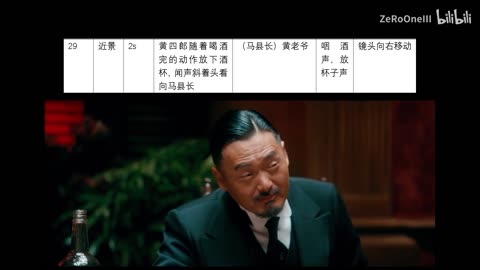 ZeRoOneIII bilibili
29 近景 2s 黄四郎随着喝酒 （马县长）黄老爷 咽酒 镜头向右移动
完的动作放下酒 声，放
杯，闻声斜着头看 杯子声
向马县长